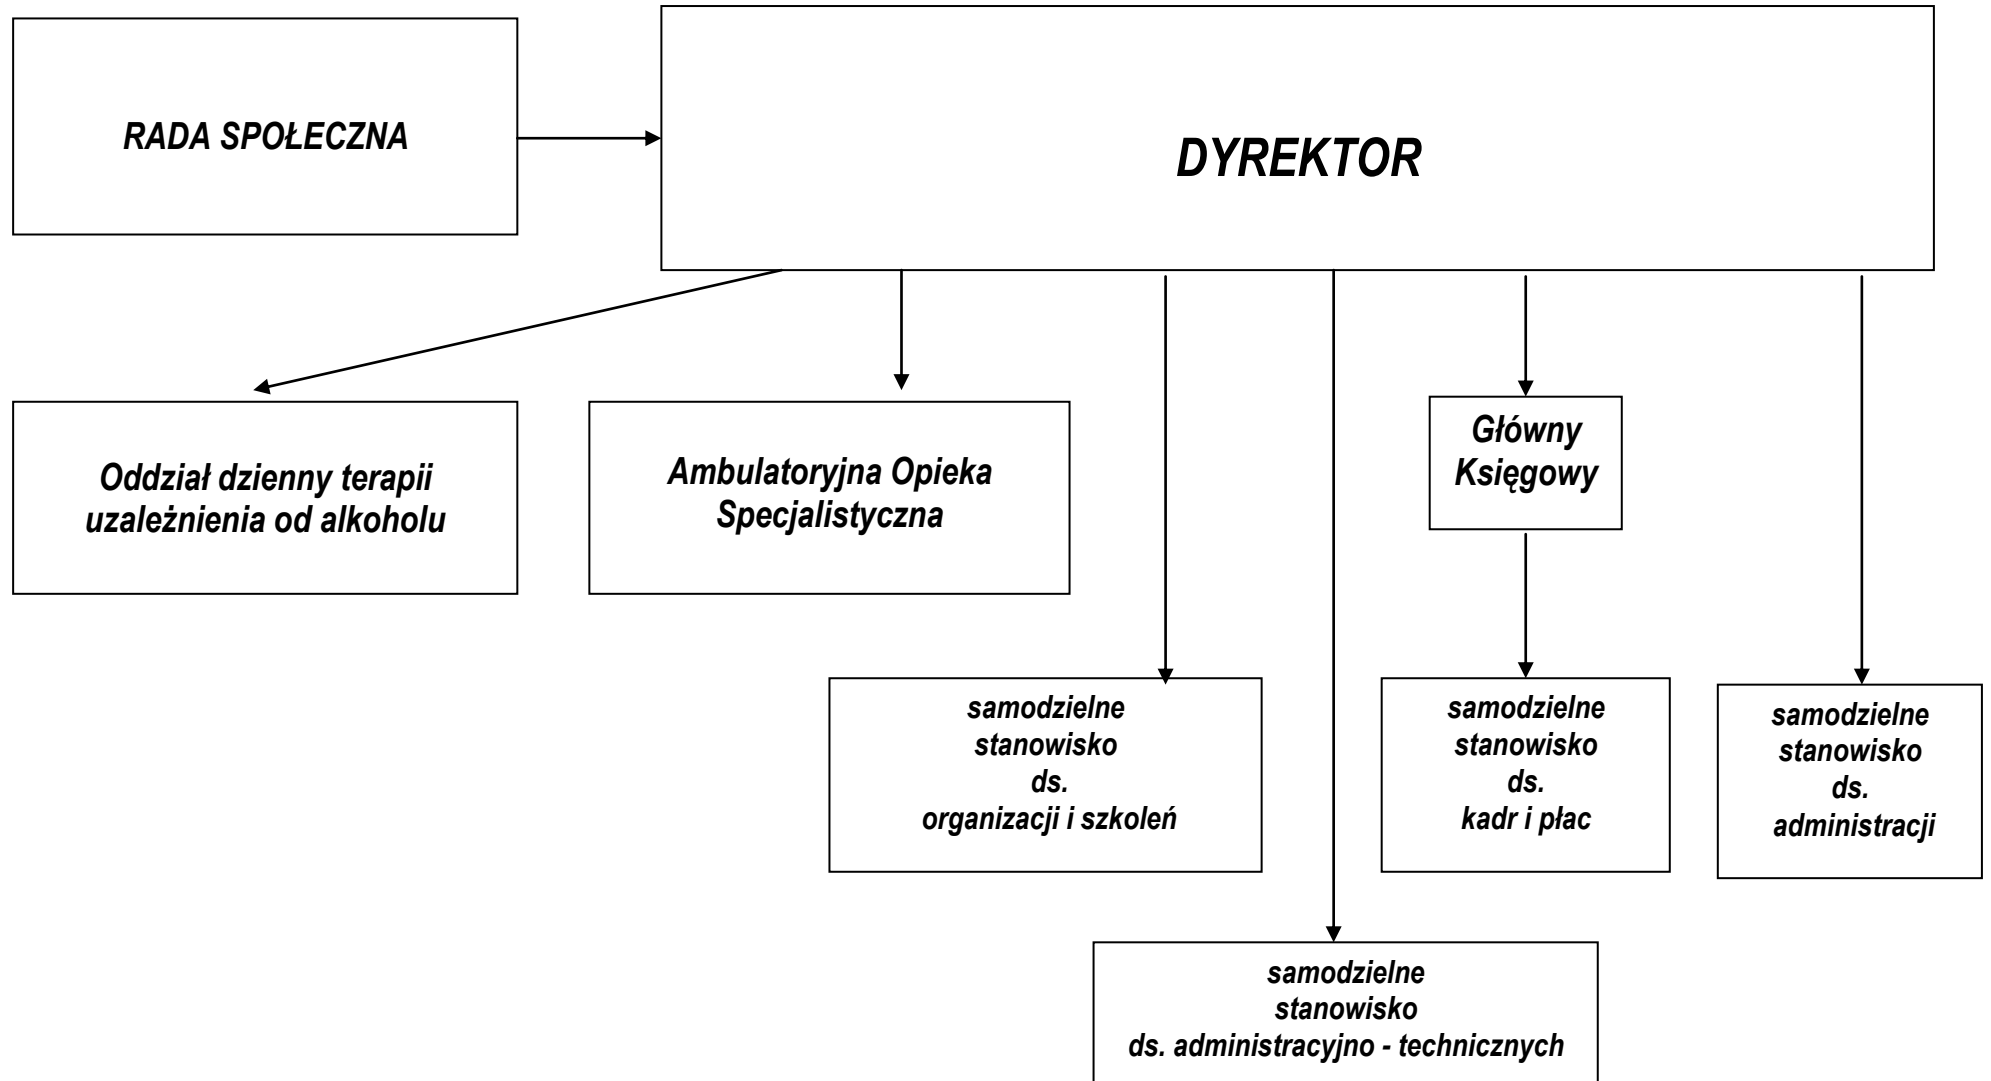 RADA SPOŁECZNA
DYREKTOR
Oddział dzienny terapii
uzależnienia od alkoholu
Ambulatoryjna Opieka
Specjalistyczna
Główny
Księgowy
samodzielne
stanowisko
ds.
organizacji i szkoleń
samodzielne
stanowisko
ds.
kadr i płac
samodzielne
stanowisko
ds.
administracji
samodzielne
stanowisko
ds. administracyjno - technicznych